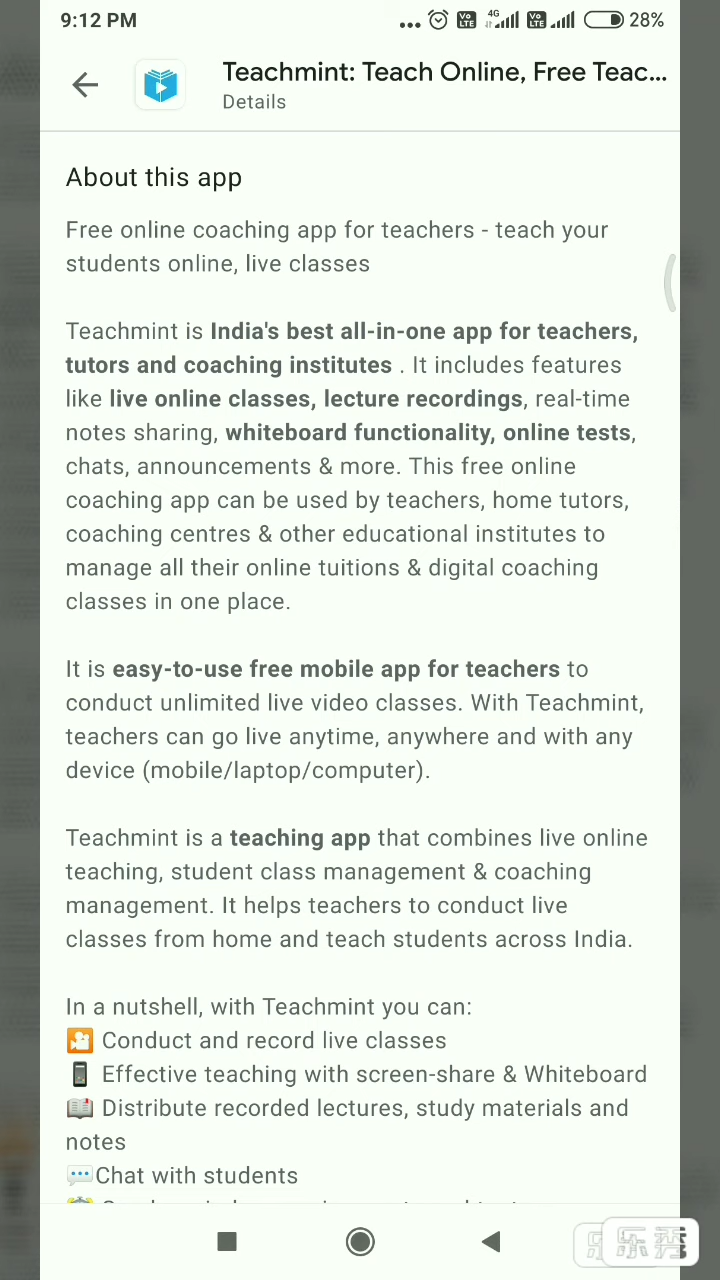 9:12 PM
4G
Vo LTE
Vo LTE
28%
Teachmint: Teach Online, Free Teac...
Details
About this app
Free online coaching app for teachers - teach your
students online, live classes
Teachmint is India's best all-in-one app for teachers,
tutors and coaching institutes . It includes features
like live online classes, lecture recordings, real-time
notes sharing, whiteboard functionality, online tests,
chats, announcements & more. This free online
coaching app can be used by teachers, home tutors,
coaching centres & other educational institutes to
manage all their online tuitions & digital coaching
classes in one place.
It is easy-to-use free mobile app for teachers to
conduct unlimited live video classes. With Teachmint,
teachers can go live anytime, anywhere and with any
device (mobile/laptop/computer).
Teachmint is a teaching app that combines live online
teaching, student class management & coaching
management. It helps teachers to conduct live
classes from home and teach students across India.
In a nutshell, with Teachmint you can:
🎦 Conduct and record live classes
📱 Effective teaching with screen-share & Whiteboard
📖 Distribute recorded lectures, study materials and
notes
💬Chat with students
乐秀